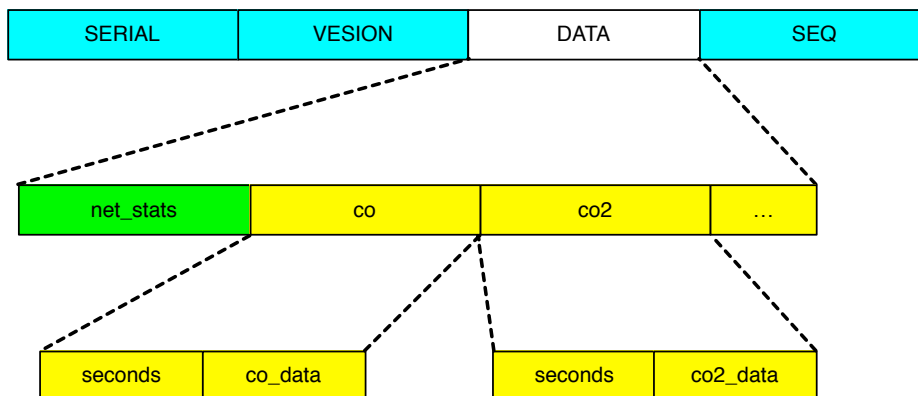 SERIAL VESION DATA SEQ
net_stats co co2 ...
seconds co_data seconds co2_data